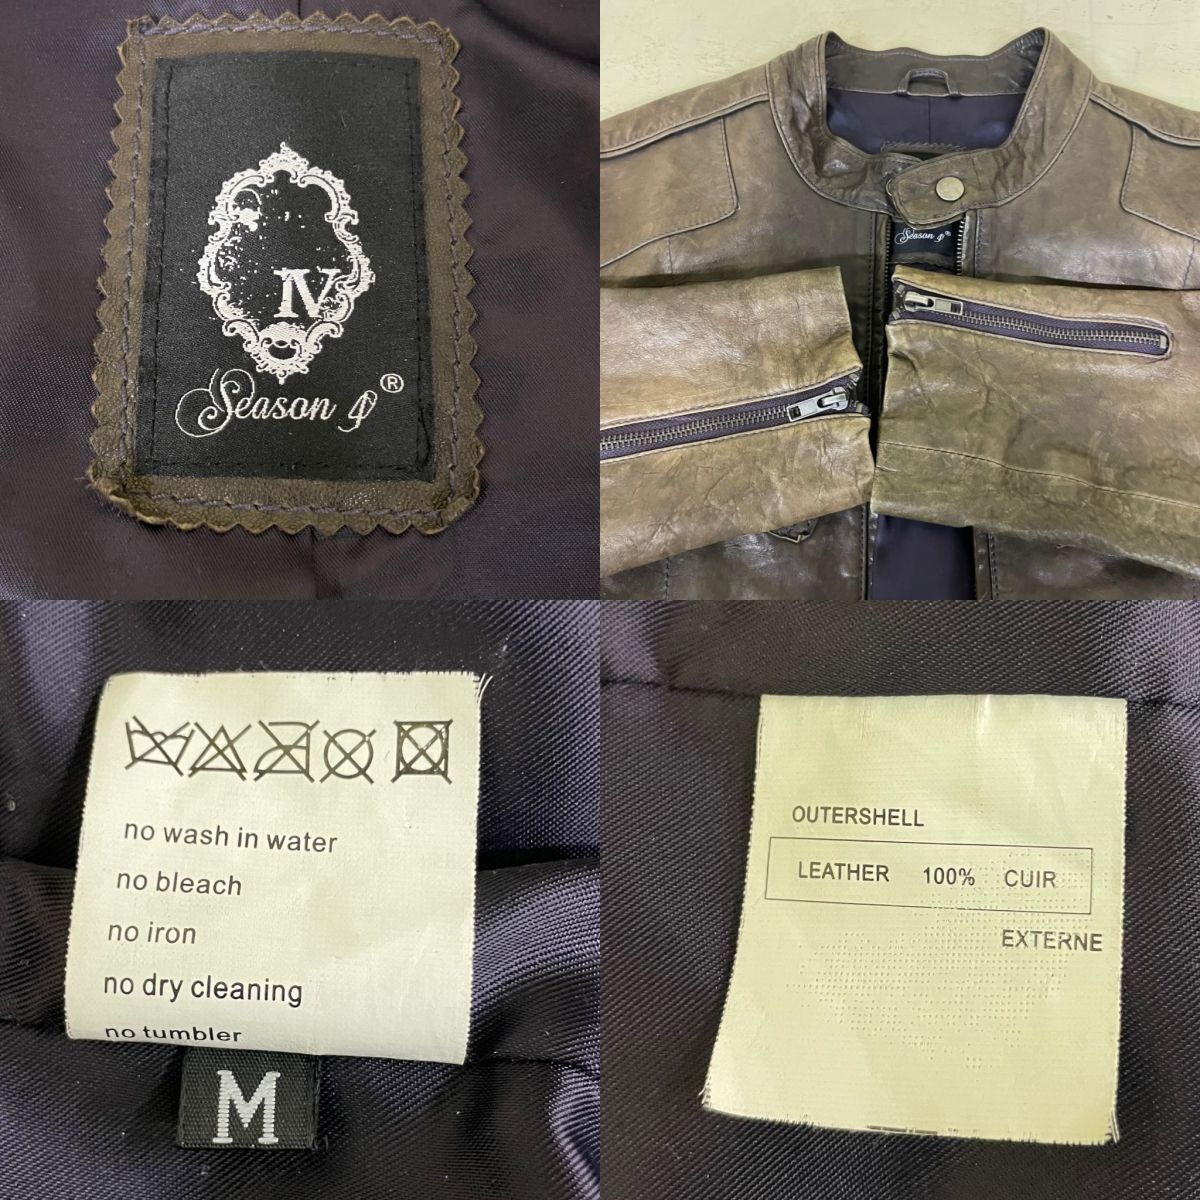 IV
Season 4®
Season 4®
no wash in water
no bleach
no iron
no dry cleaning
no tumbler
M
OUTERSHELL
LEATHER 100% CUIR
EXTERNE